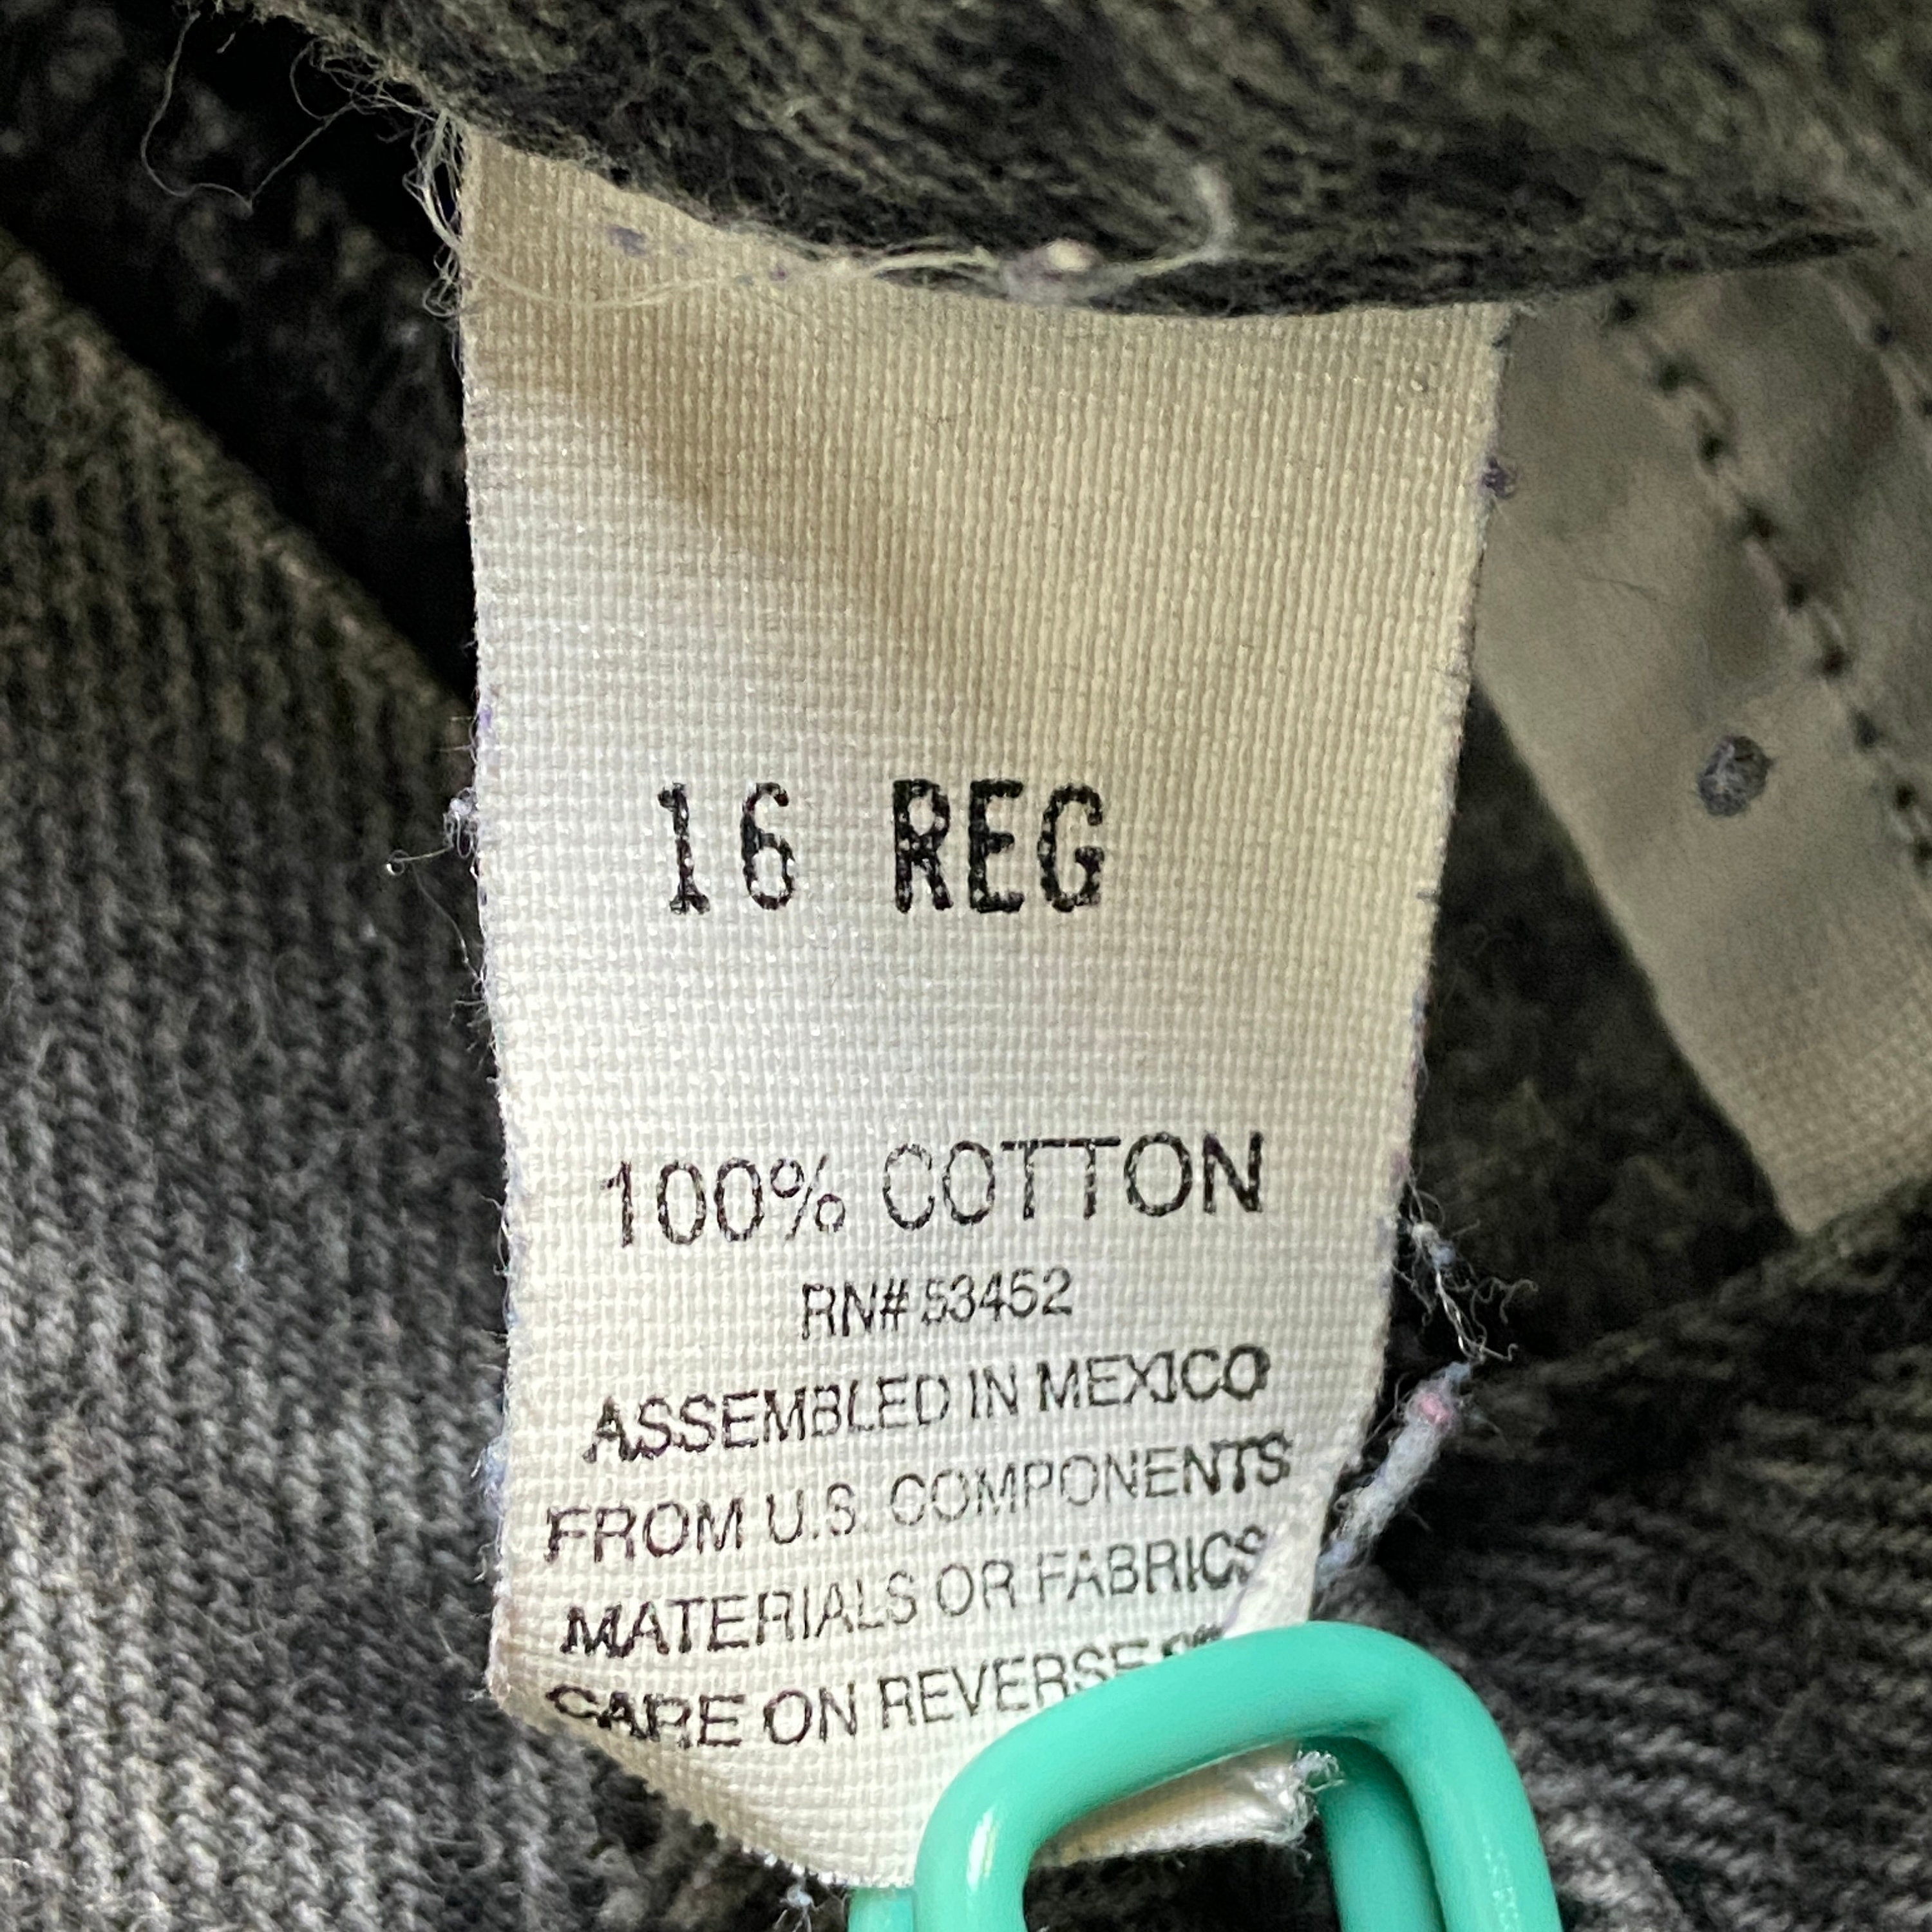 16 REG
100% COTTON
RN# 53452
ASSEMBLED IN MEXICO
FROM U.S. COMPONENTS
MATERIALS OR FABRICS
CARE ON REVERSE